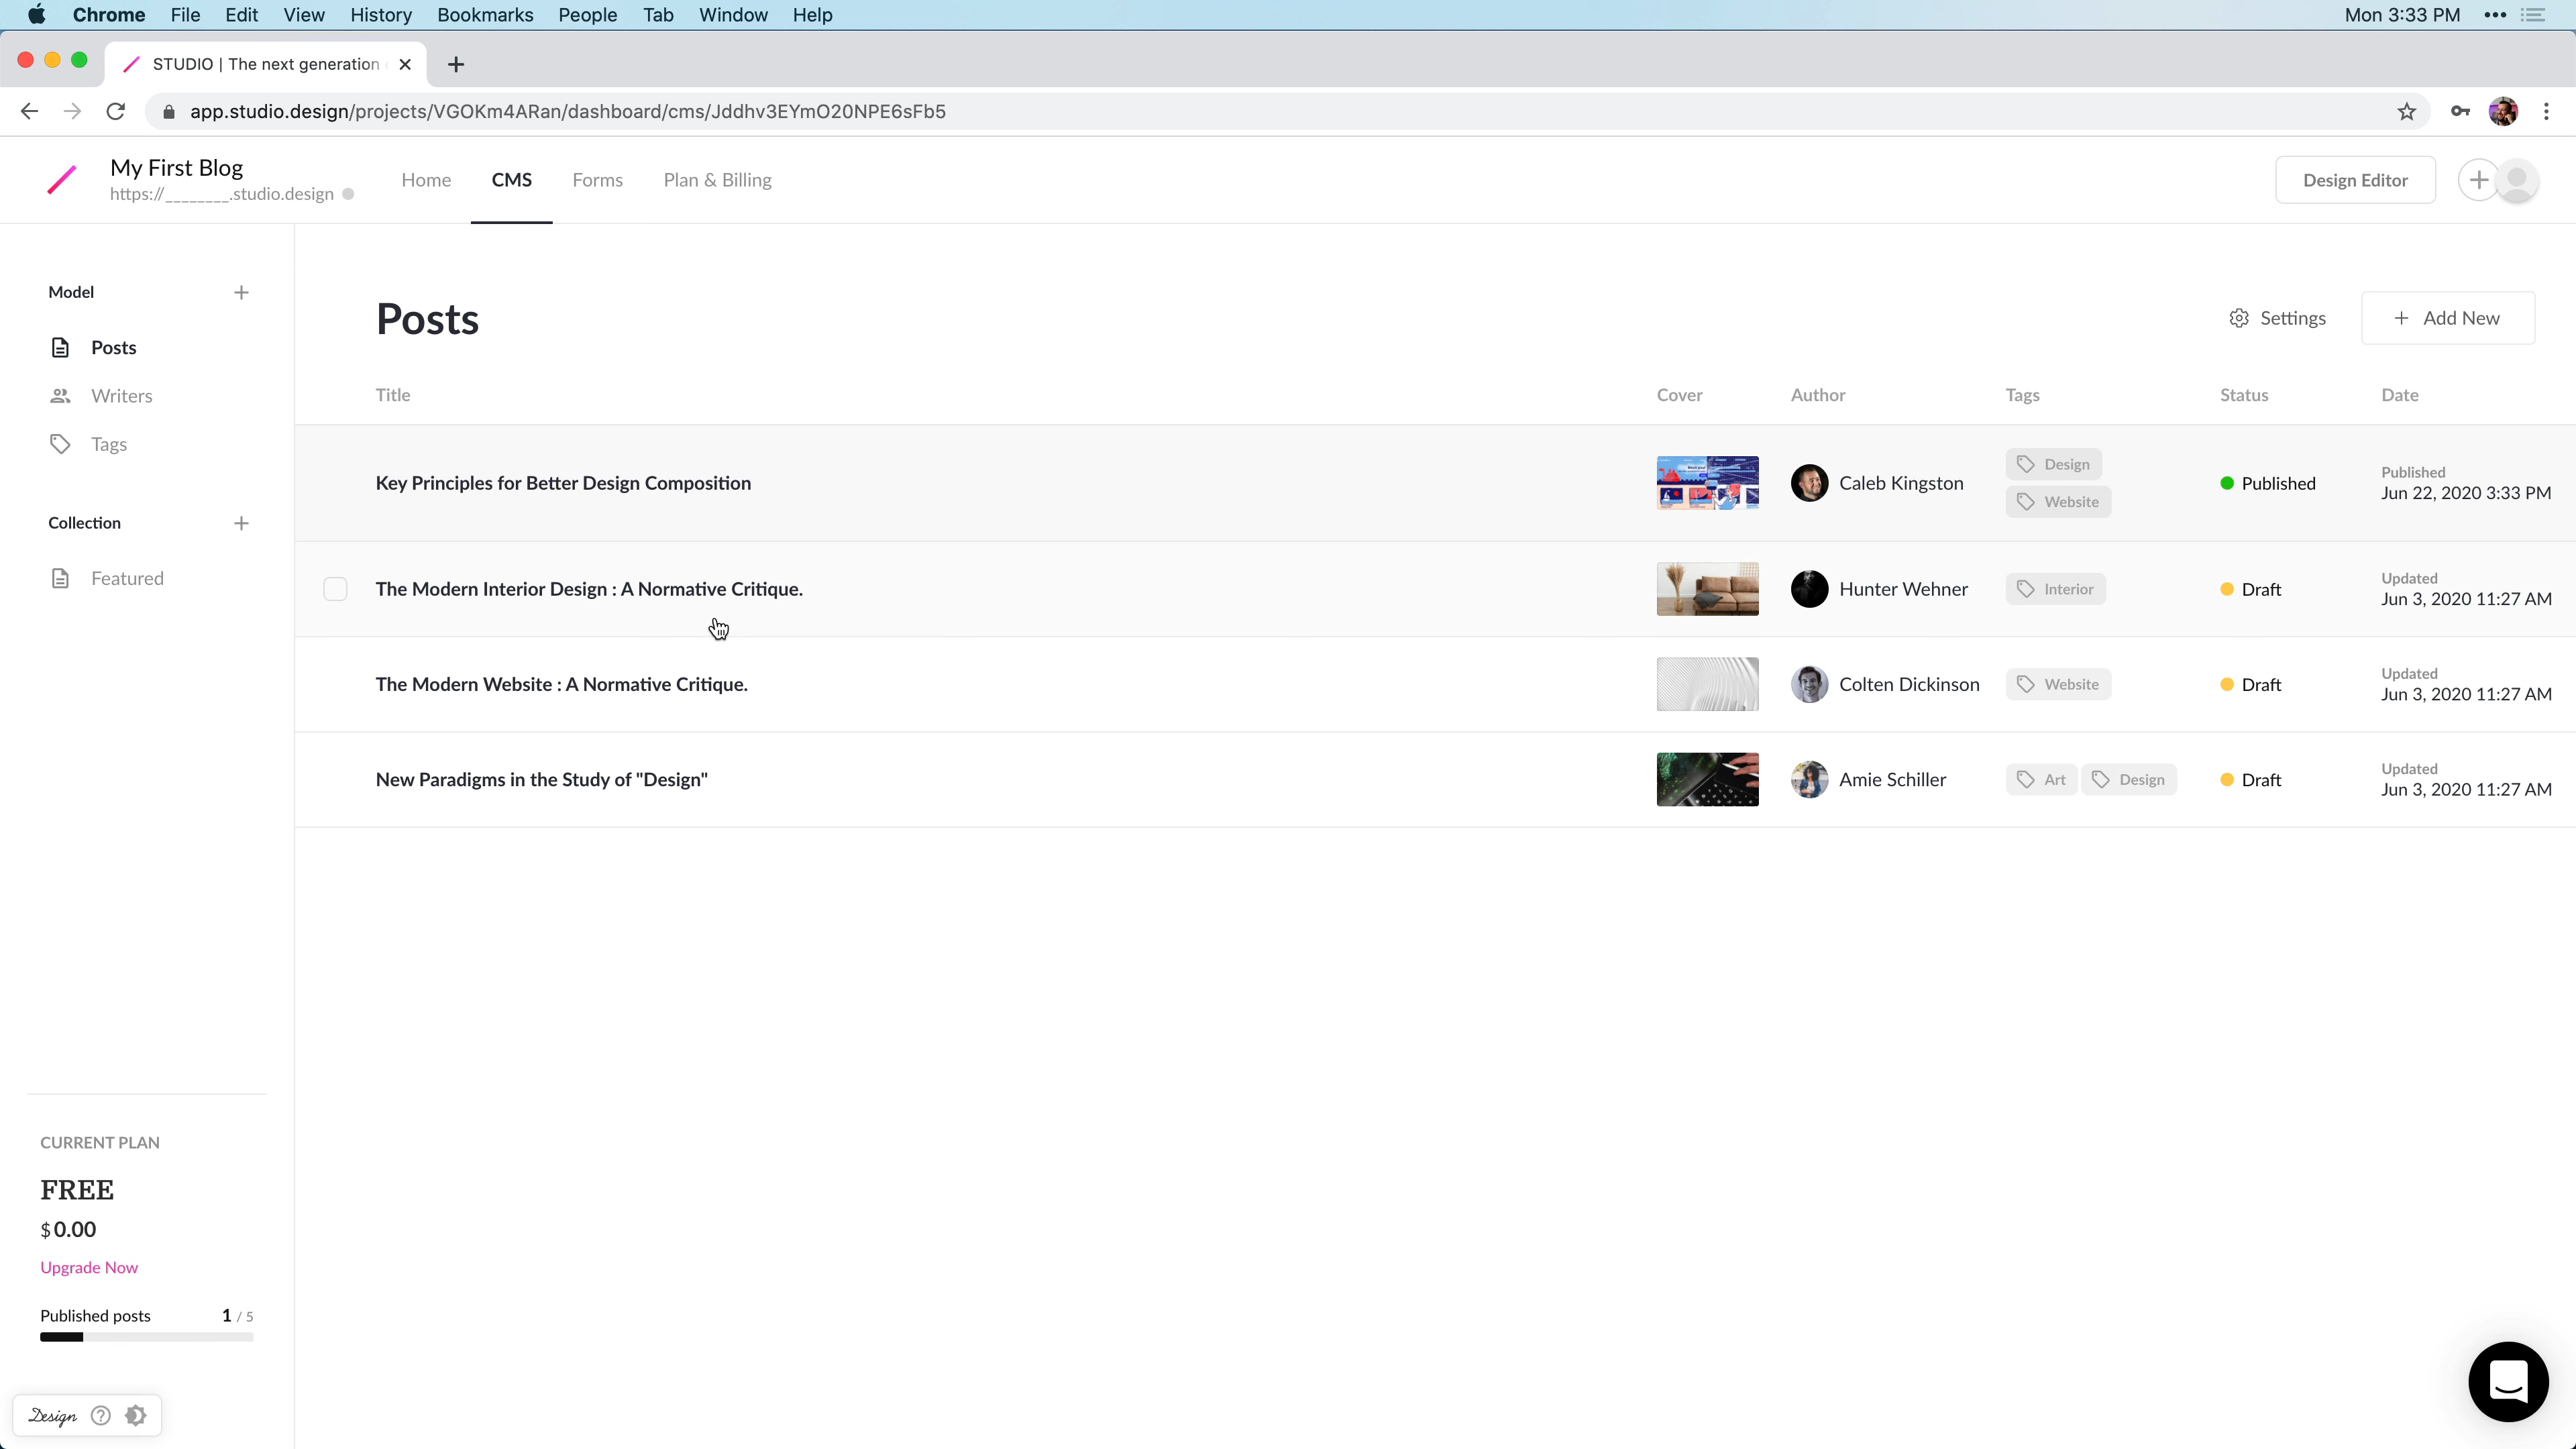 Chrome File Edit View History Bookmarks People Tab Window Help
Mon 3:33 PM
STUDIO | The next generation
app.studio.design/projects/VGOKm4ARan/dashboard/cms/Jddhv3EYmO20NPE6sFb5
My First Blog
https://________.studio.design
Home CMS Forms Plan & Billing
Design Editor
Model
Posts
Writers
Tags
Collection
Featured
Posts
Settings
Add New
Title Cover Author Tags Status Date
Key Principles for Better Design Composition
Caleb Kingston
Design
Website
Published
Published
Jun 22, 2020 3:33 PM
The Modern Interior Design : A Normative Critique.
Hunter Wehner
Interior
Draft
Updated
Jun 3, 2020 11:27 AM
The Modern Website : A Normative Critique.
Colten Dickinson
Website
Draft
Updated
Jun 3, 2020 11:27 AM
New Paradigms in the Study of "Design"
Amie Schiller
Art
Design
Draft
Updated
Jun 3, 2020 11:27 AM
CURRENT PLAN
FREE
$0.00
Upgrade Now
Published posts 1 / 5
Design